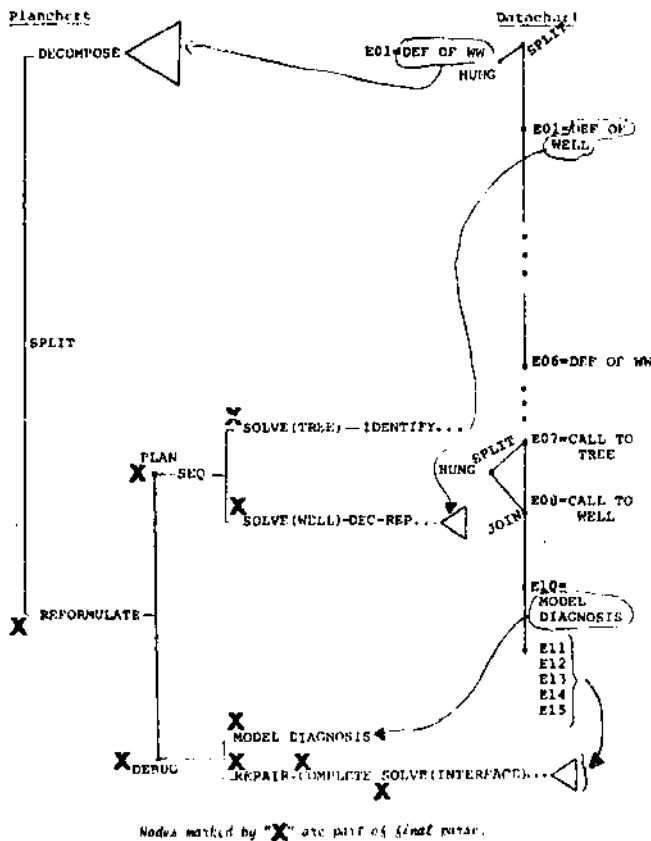 Planchart
Datachart
DECOMPOSE
E01=DEF OF WW
SPLIT
HUNG
E01=DEF OF
WELL
SPLIT
E06=DEF OF WW
X
SOLVE(TREE)—IDENTIFY...
E07=CALL TO
TREE
PLAN
X SEQ
HUNG SPLIT
X
SOLVE(WELL)-DEC-REP...
E08=CALL TO
WELL
JOIN
E10=
MODEL
DIAGNOSIS
X REFORMULATE
E11
E12
E13
E14
E15
X
MODEL DIAGNOSIS
X DEBUG
X X
REPAIR-COMPLETE SOLVE(INTERFACE)...
X
Nodes marked by "X" are part of final parse.